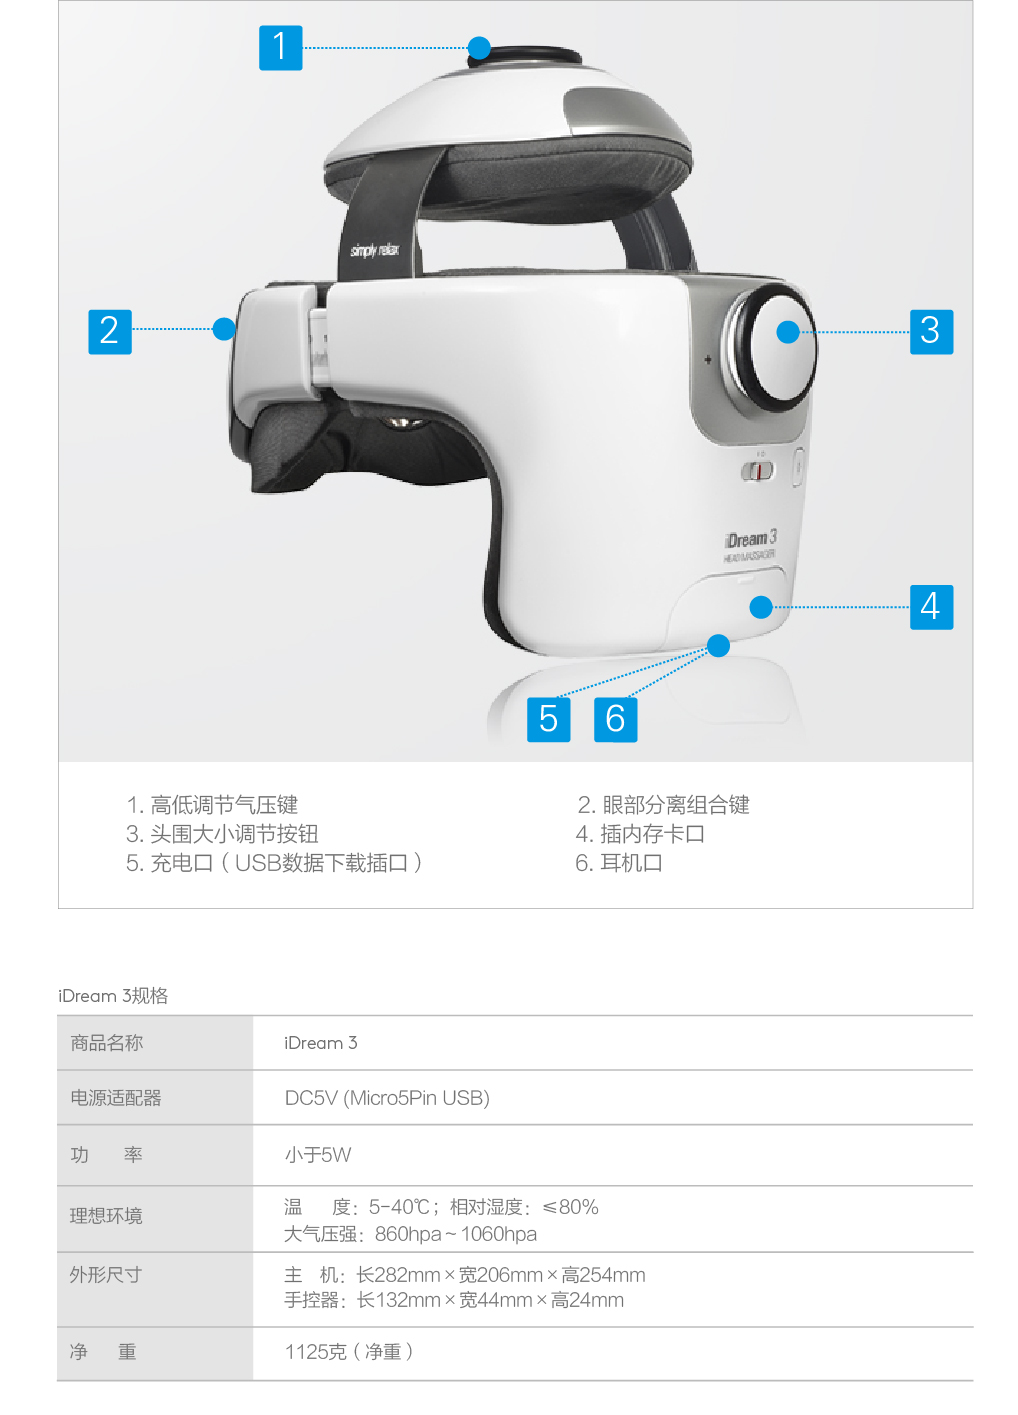 1
simply relax
2
3
iDream 3
HEAD MASSAGER
4
5 6
1. 高低调节气压键
2. 眼部分离组合键
3. 头围大小调节按钮
4. 插内存卡口
5. 充电口（USB数据下载插口）
6. 耳机口
iDream 3规格
商品名称 iDream 3
电源适配器 DC5V (Micro5Pin USB)
功 率 小于5W
理想环境 温 度：5-40℃；相对湿度：≤80%
大气压强：860hpa ~ 1060hpa
外形尺寸 主 机：长282mm × 宽206mm × 高254mm
手控器：长132mm × 宽44mm × 高24mm
净 重 1125克（净重）